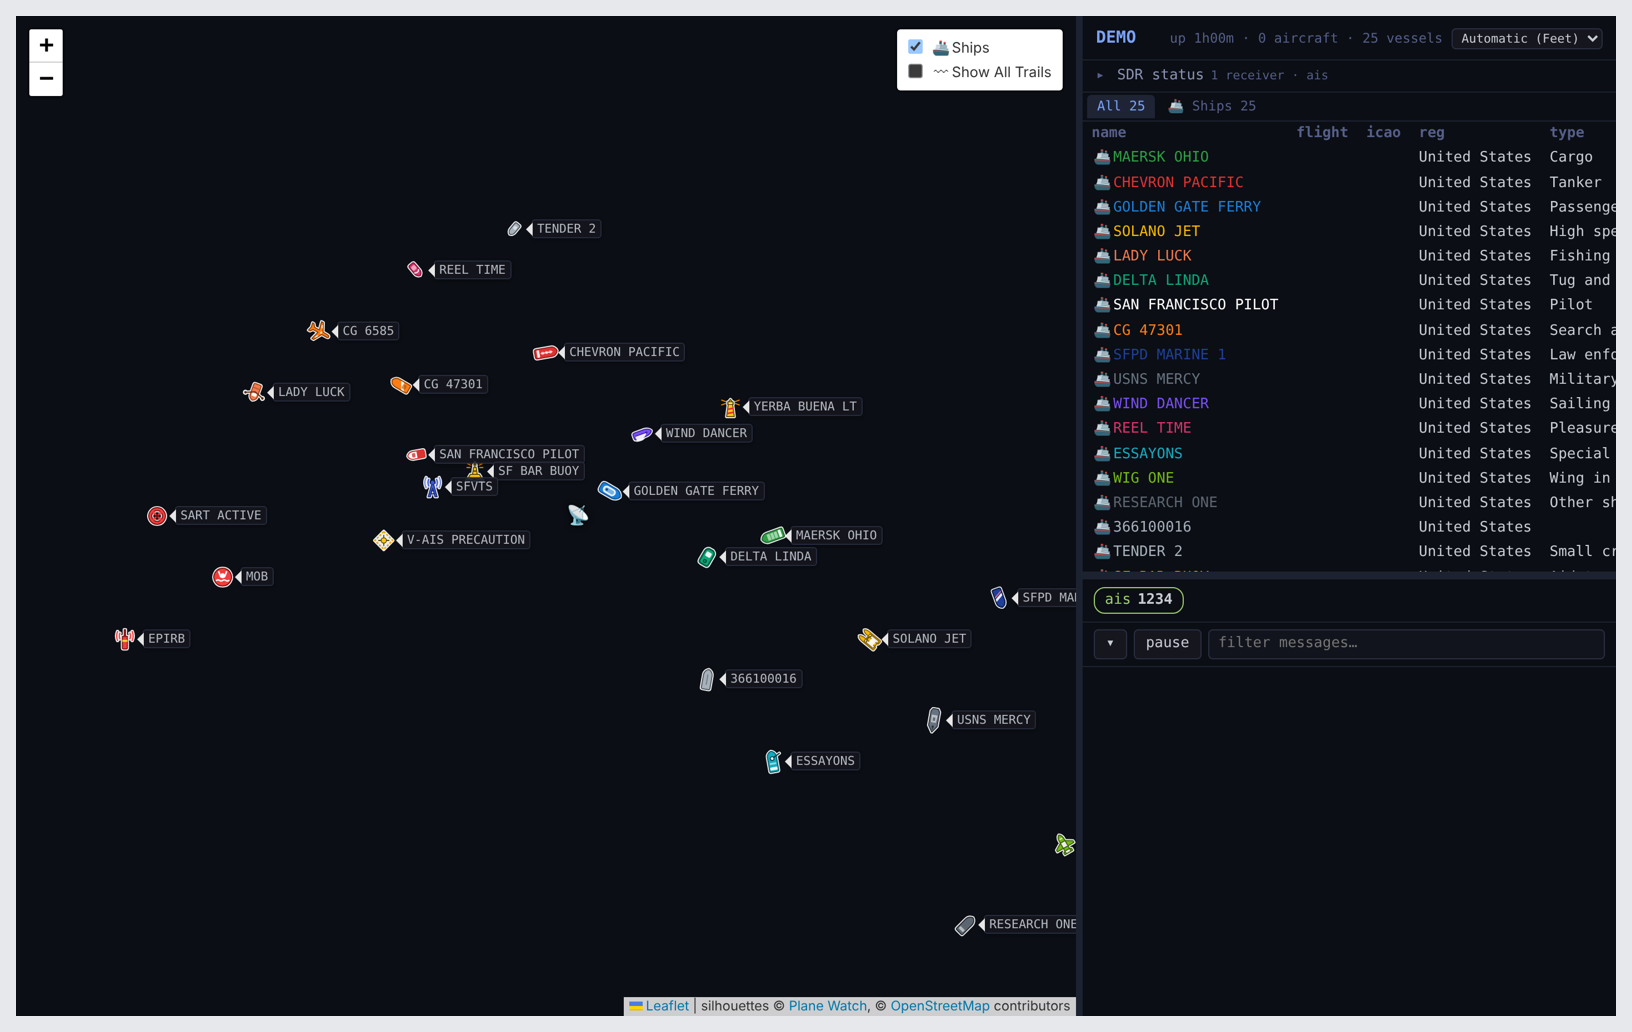 +
−
Ships
Show All Trails
TENDER 2
REEL TIME
CG 6585
CHEVRON PACIFIC
CG 47301
LADY LUCK
YERBA BUENA LT
WIND DANCER
SAN FRANCISCO PILOT
SF BAR BUOY
SFVTS
GOLDEN GATE FERRY
SART ACTIVE
MAERSK OHIO
V-AIS PRECAUTION
DELTA LINDA
MOB
SFPD MA
EPIRB
SOLANO JET
366100016
USNS MERCY
ESSAYONS
RESEARCH ONE
Leaflet | silhouettes © Plane Watch, © OpenStreetMap contributors
DEMO up 1h00m · 0 aircraft · 25 vessels Automatic (Feet)
▸ SDR status 1 receiver · ais
All 25 Ships 25
name flight icao reg type
MAERSK OHIO United States Cargo
CHEVRON PACIFIC United States Tanker
GOLDEN GATE FERRY United States Passenge
SOLANO JET United States High spe
LADY LUCK United States Fishing
DELTA LINDA United States Tug and
SAN FRANCISCO PILOT United States Pilot
CG 47301 United States Search a
SFPD MARINE 1 United States Law enfo
USNS MERCY United States Military
WIND DANCER United States Sailing
REEL TIME United States Pleasure
ESSAYONS United States Special
WIG ONE United States Wing in
RESEARCH ONE United States Other sh
366100016 United States
TENDER 2 United States Small cr
ais 1234
▾ pause filter messages…